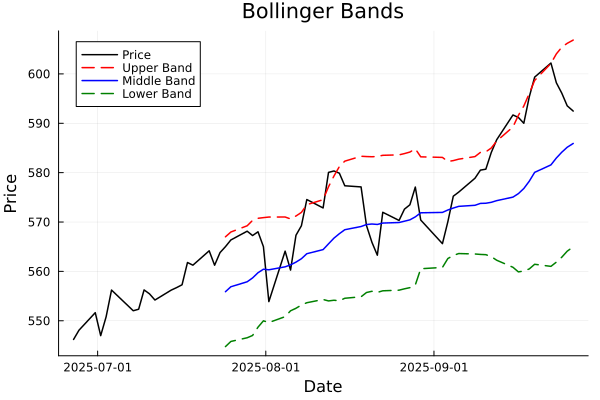 Bollinger Bands
Price
Upper Band
Middle Band
Lower Band
Price
600
590
580
570
560
550
2025-07-01
2025-08-01
2025-09-01
Date